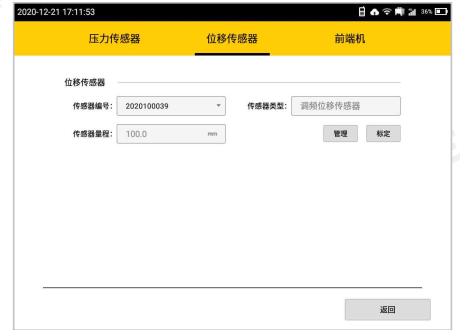 2020-12-21 17:11:53 36%
压力传感器 位移传感器 前端机
位移传感器
传感器编号: 2020100039 传感器类型: 调频位移传感器
传感器量程: 100.0 mm 管理 标定
返回